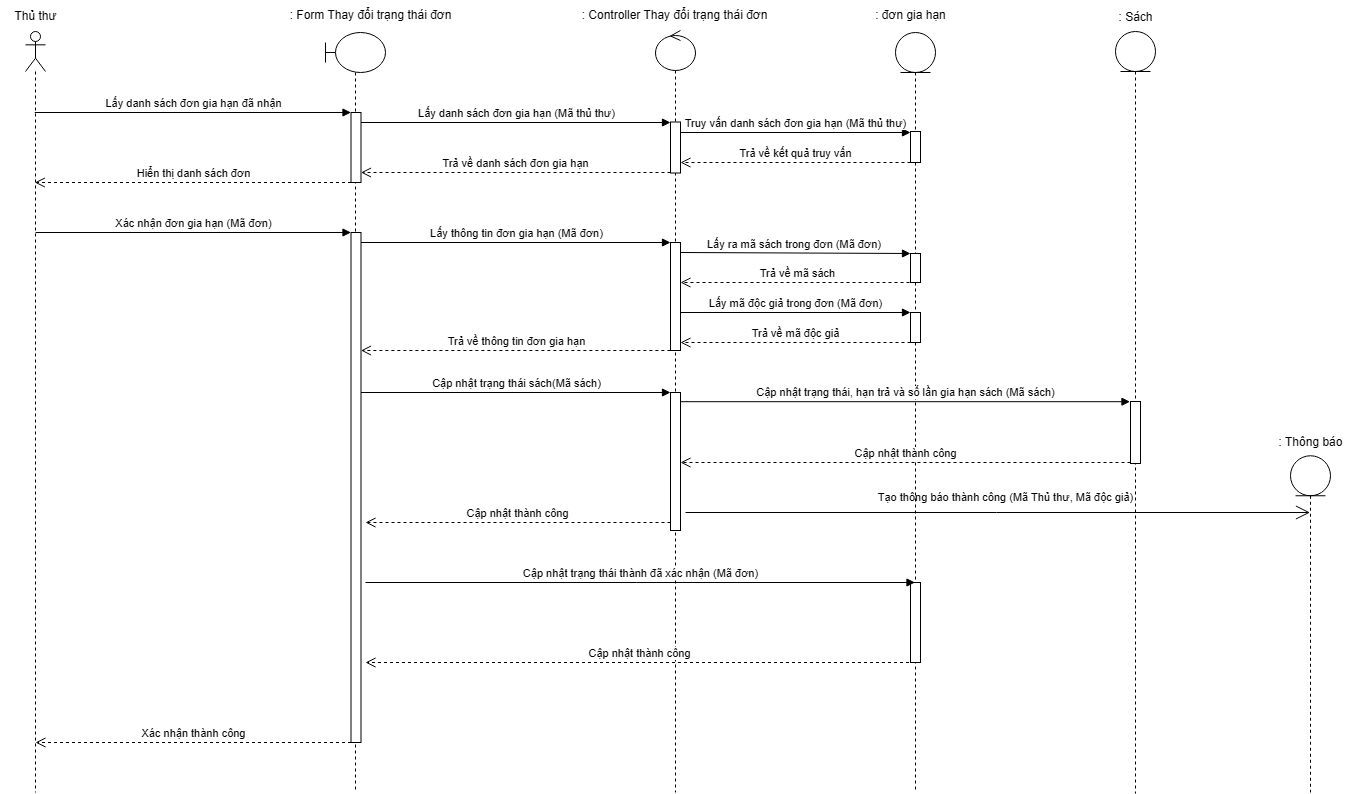 Thủ thư
: Form Thay đổi trạng thái đơn
: Controller Thay đổi trạng thái đơn
: đơn gia hạn
: Sách
Lấy danh sách đơn gia hạn đã nhận
Lấy danh sách đơn gia hạn (Mã thủ thư)
Truy vấn danh sách đơn gia hạn (Mã thủ thư)
Trả về kết quả truy vấn
Trả về danh sách đơn gia hạn
Hiển thị danh sách đơn
Xác nhận đơn gia hạn (Mã đơn)
Lấy thông tin đơn gia hạn (Mã đơn)
Lấy ra mã sách trong đơn (Mã đơn)
Trả về mã sách
Lấy mã độc giả trong đơn (Mã đơn)
Trả về mã độc giả
Trả về thông tin đơn gia hạn
Cập nhật trạng thái sách(Mã sách)
Cập nhật trạng thái, hạn trả và số lần gia hạn sách (Mã sách)
: Thông báo
Cập nhật thành công
Tạo thông báo thành công (Mã Thủ thư, Mã độc giả)
Cập nhật thành công
Cập nhật trạng thái thành đã xác nhận (Mã đơn)
Cập nhật thành công
Xác nhận thành công